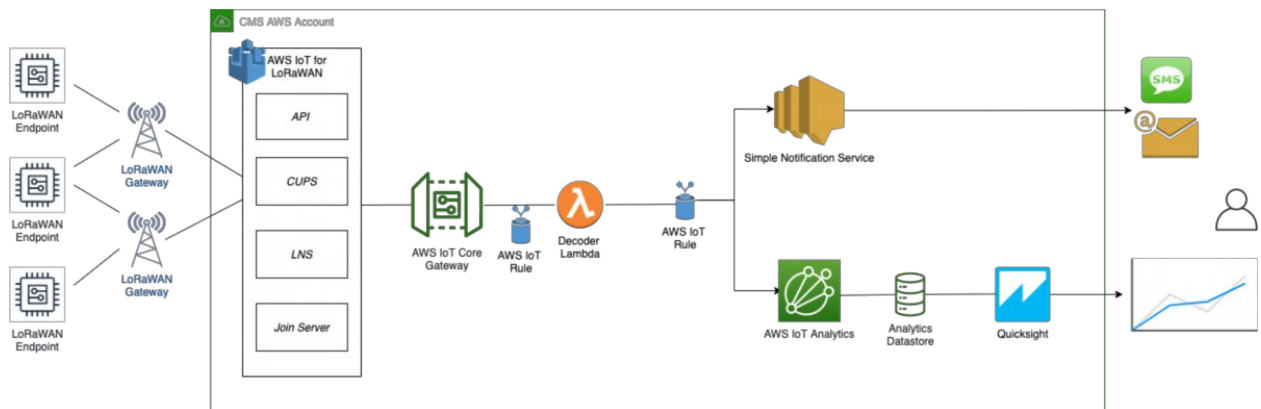 CMS AWS Account
AWS IoT for
LoRaWAN
API
CUPS
LNS
Join Server
LoRaWAN
Endpoint
LoRaWAN
Endpoint
LoRaWAN
Endpoint
LoRaWAN
Gateway
LoRaWAN
Gateway
AWS IoT Core
Gateway
AWS IoT
Rule
Decoder
Lambda
AWS IoT
Rule
Simple Notification Service
SMS
@
AWS IoT Analytics
Analytics
Datastore
Quicksight